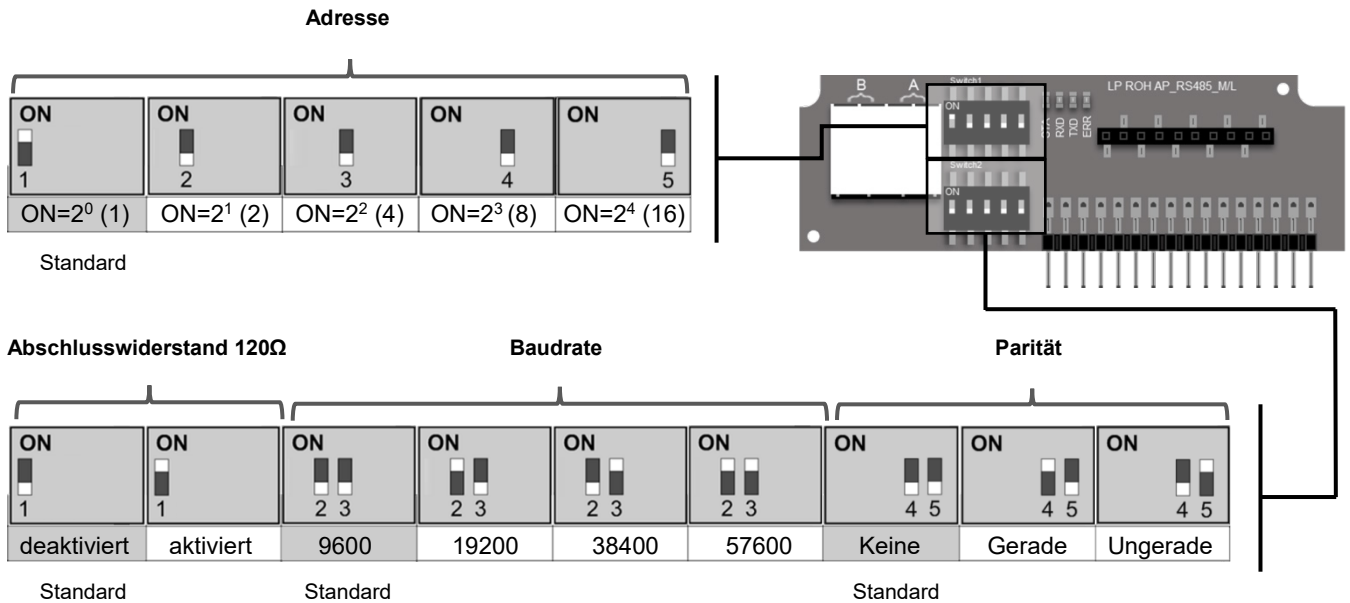 Adresse
ON ON ON ON ON
1 2 3 4 5
ON=2⁰ (1) ON=2¹ (2) ON=2² (4) ON=2³ (8) ON=2⁴ (16)
Standard
B A Switch1 LP ROH AP_RS485_M/L
ON
STA RXD TXD ERR
Switch2
ON
Abschlusswiderstand 120Ω Baudrate Parität
ON ON ON ON ON ON ON ON ON
1 1 2 3 2 3 2 3 2 3 4 5 4 5 4 5
deaktiviert aktiviert 9600 19200 38400 57600 Keine Gerade Ungerade
Standard Standard Standard